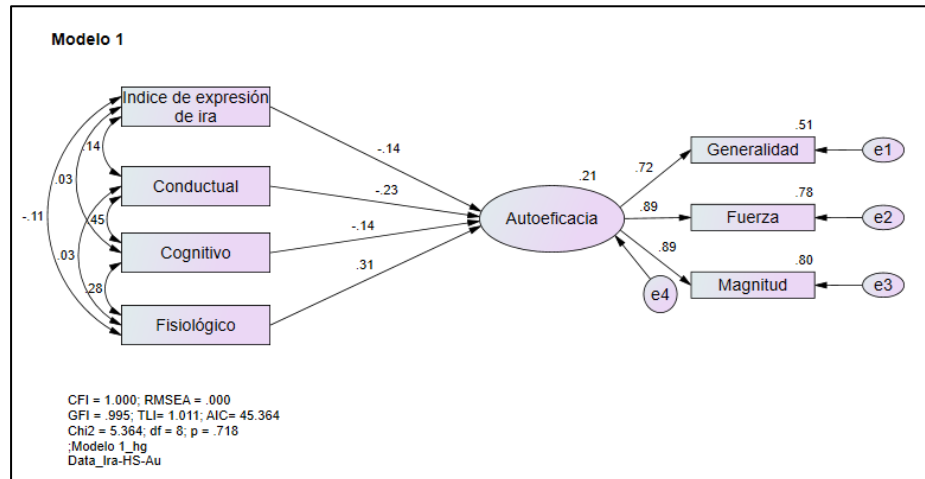 Modelo 1
Indice de expresión
de ira
Conductual
Cognitivo
Fisiológico
.14
.03
-.11
.45
.03
.28
-.14
-.23
-.14
.31
Autoeficacia
.21
e4
.72
.89
.89
.51
Generalidad
e1
.78
Fuerza
e2
.80
Magnitud
e3
CFI = 1.000; RMSEA = .000
GFI = .995; TLI= 1.011; AIC= 45.364
Chi2 = 5.364; df = 8; p = .718
;Modelo 1_hg
Data_Ira-HS-Au